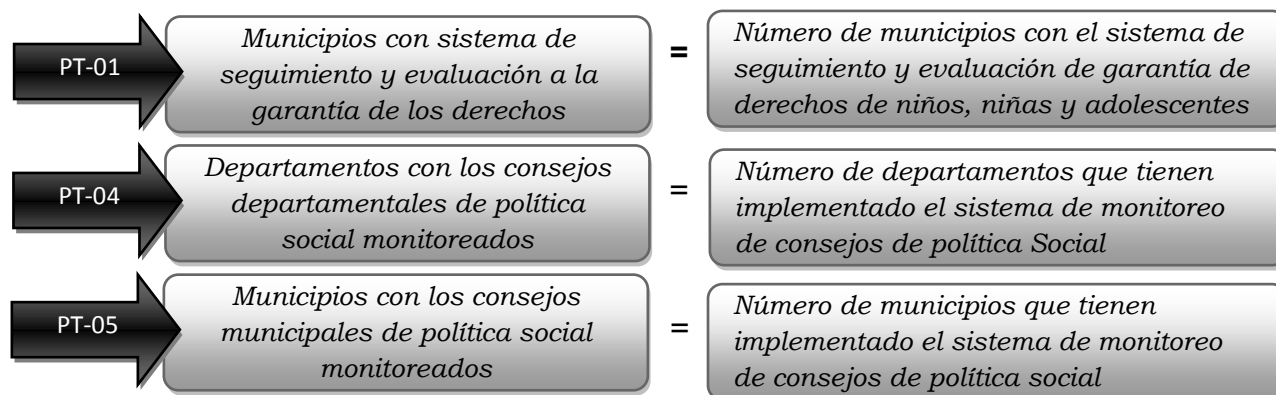 PT-01
Municipios con sistema de
seguimiento y evaluación a la
garantía de los derechos
=
Número de municipios con el sistema de
seguimiento y evaluación de garantía de
derechos de niños, niñas y adolescentes
PT-04
Departamentos con los consejos
departamentales de política
social monitoreados
=
Número de departamentos que tienen
implementado el sistema de monitoreo
de consejos de política Social
PT-05
Municipios con los consejos
municipales de política social
monitoreados
=
Número de municipios que tienen
implementado el sistema de monitoreo
de consejos de política social